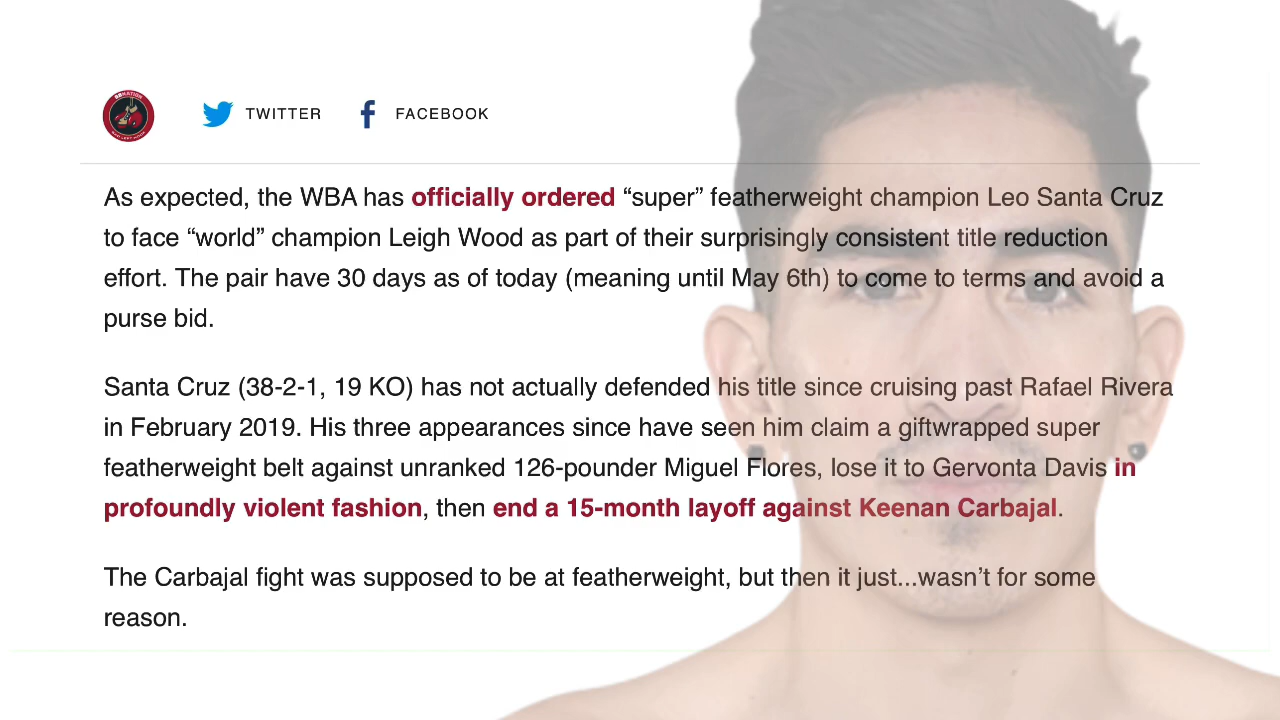 SBNATION
TWITTER FACEBOOK
As expected, the WBA has officially ordered “super” featherweight champion Leo Santa Cruz
to face “world” champion Leigh Wood as part of their surprisingly consistent title reduction
effort. The pair have 30 days as of today (meaning until May 6th) to come to terms and avoid a
purse bid.
Santa Cruz (38-2-1, 19 KO) has not actually defended his title since cruising past Rafael Rivera
in February 2019. His three appearances since have seen him claim a giftwrapped super
featherweight belt against unranked 126-pounder Miguel Flores, lose it to Gervonta Davis in
profoundly violent fashion, then end a 15-month layoff against Keenan Carbajal.
The Carbajal fight was supposed to be at featherweight, but then it just...wasn’t for some
reason.